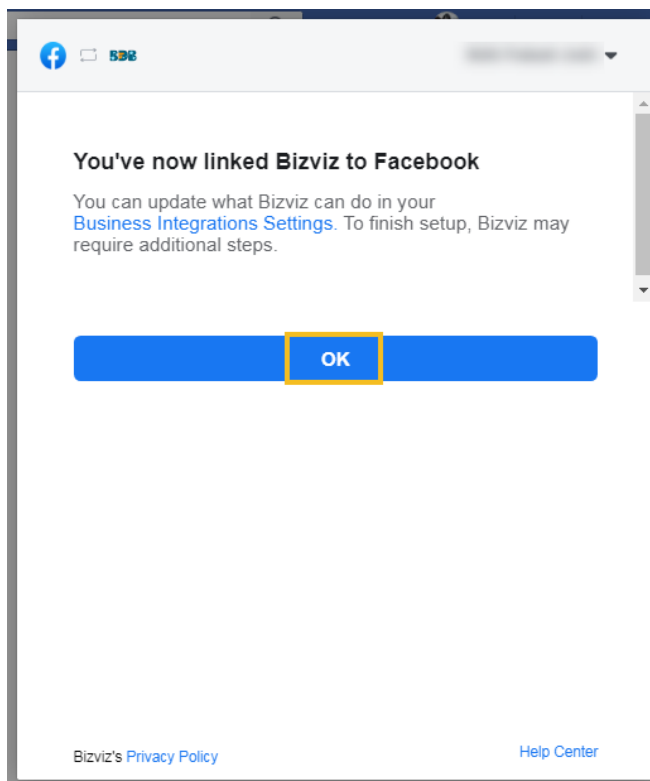 BDB
You've now linked Bizviz to Facebook
You can update what Bizviz can do in your
Business Integrations Settings. To finish setup, Bizviz may
require additional steps.
OK
Bizviz's Privacy Policy
Help Center